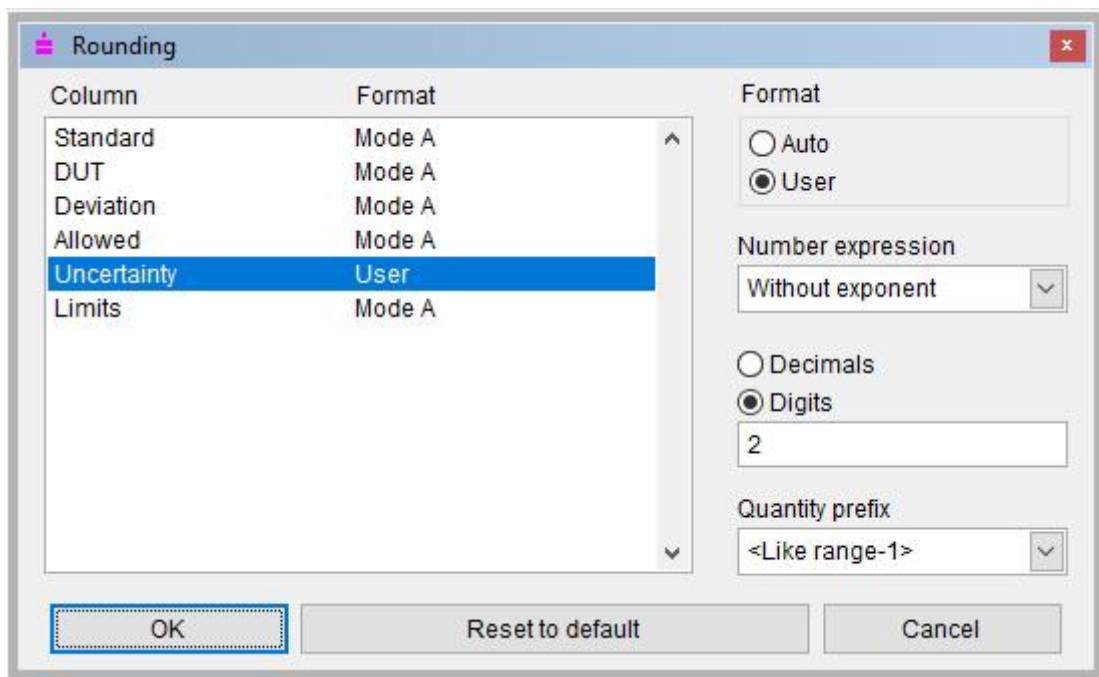 Rounding
x
Column Format
Standard Mode A
DUT Mode A
Deviation Mode A
Allowed Mode A
Uncertainty User
Limits Mode A
Format
Auto
User
Number expression
Without exponent
Decimals
Digits
2
Quantity prefix
<Like range-1>
OK Reset to default Cancel